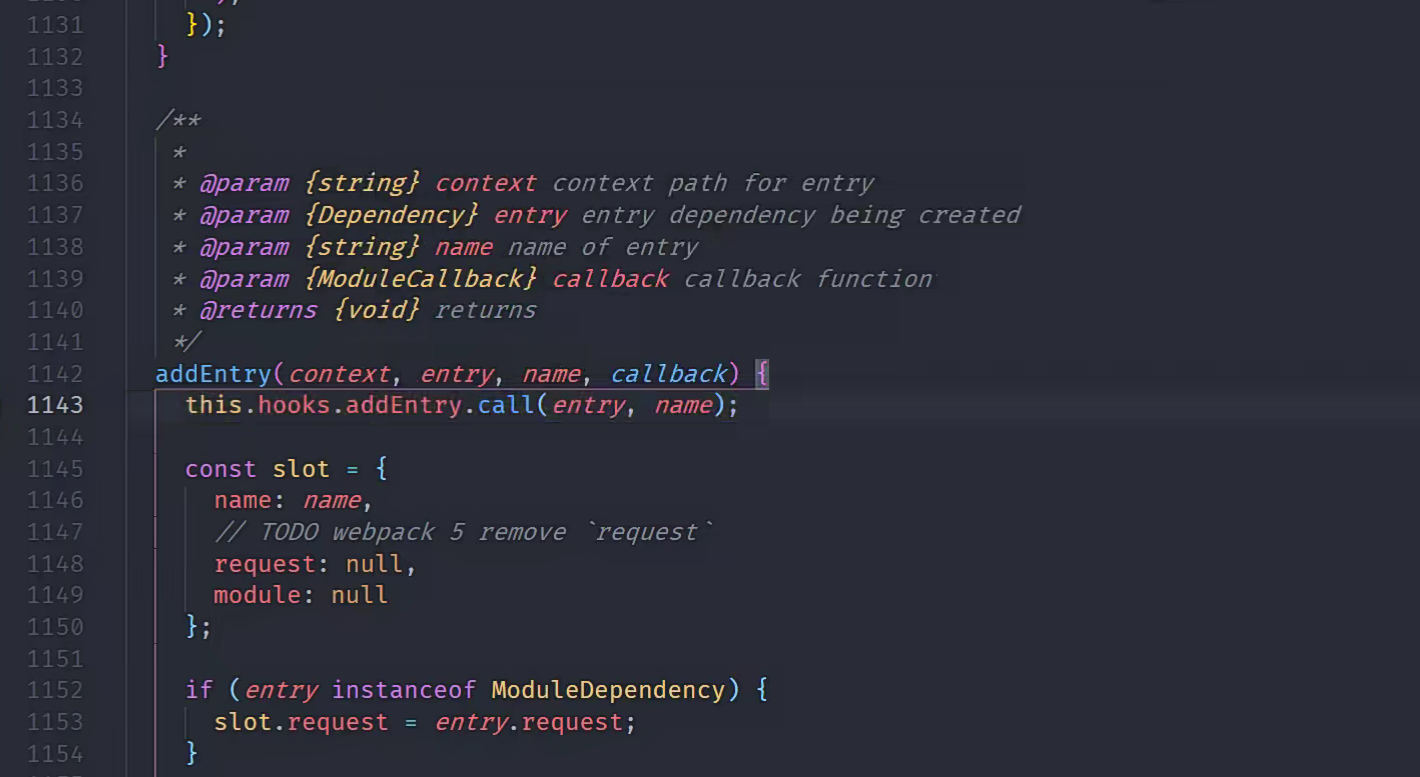 1131 });
1132 }
1133
1134 /**
1135 *
1136 * @param {string} context context path for entry
1137 * @param {Dependency} entry entry dependency being created
1138 * @param {string} name name of entry
1139 * @param {ModuleCallback} callback callback function
1140 * @returns {void} returns
1141 */
1142 addEntry(context, entry, name, callback) {
1143 this.hooks.addEntry.call(entry, name);
1144
1145 const slot = {
1146 name: name,
1147 // TODO webpack 5 remove `request`
1148 request: null,
1149 module: null
1150 };
1151
1152 if (entry instanceof ModuleDependency) {
1153 slot.request = entry.request;
1154 }